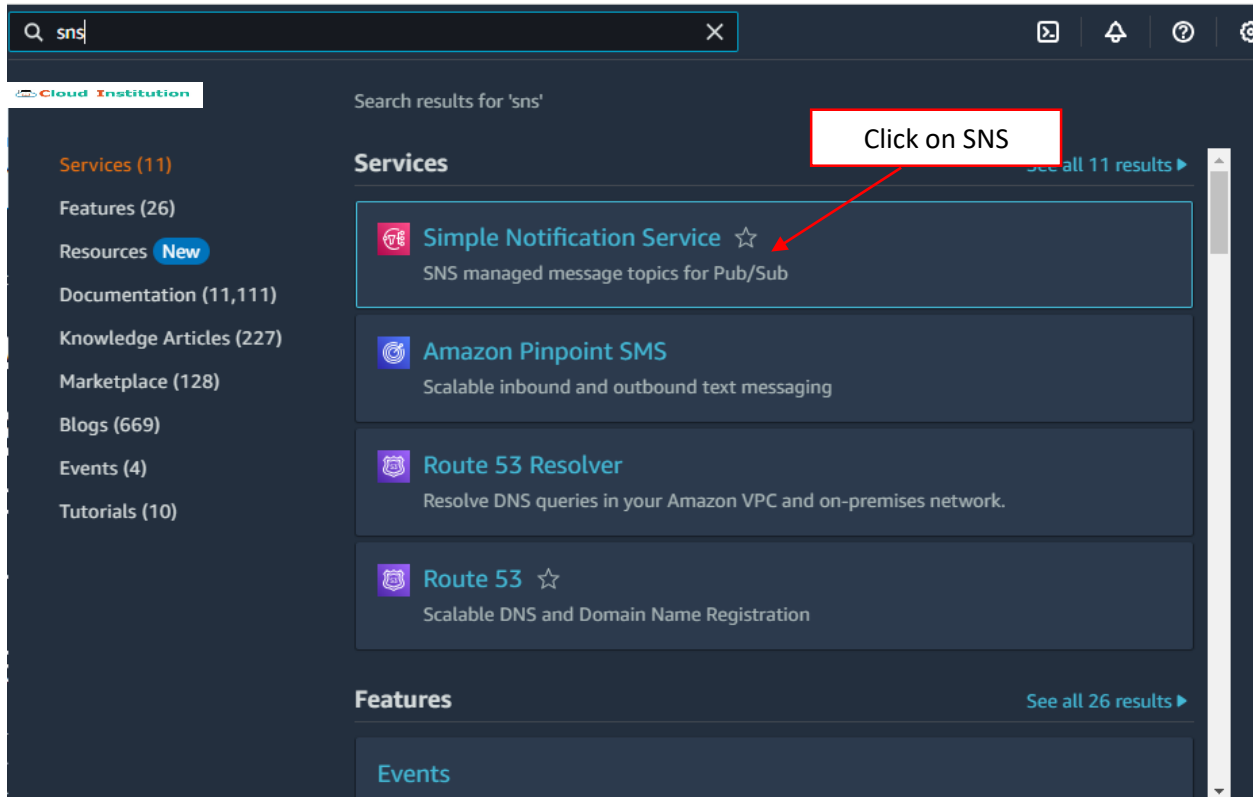 sns
Cloud Institution
Search results for 'sns'
Click on SNS
Services (11)
Features (26)
Resources New
Documentation (11,111)
Knowledge Articles (227)
Marketplace (128)
Blogs (669)
Events (4)
Tutorials (10)
Services
See all 11 results
Simple Notification Service
SNS managed message topics for Pub/Sub
Amazon Pinpoint SMS
Scalable inbound and outbound text messaging
Route 53 Resolver
Resolve DNS queries in your Amazon VPC and on-premises network.
Route 53
Scalable DNS and Domain Name Registration
Features
See all 26 results
Events